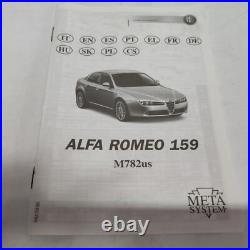 IT EN ES PT EL FR DE
HU SK PL CS
ALFA ROMEO 159
M782us
META
SYSTEM